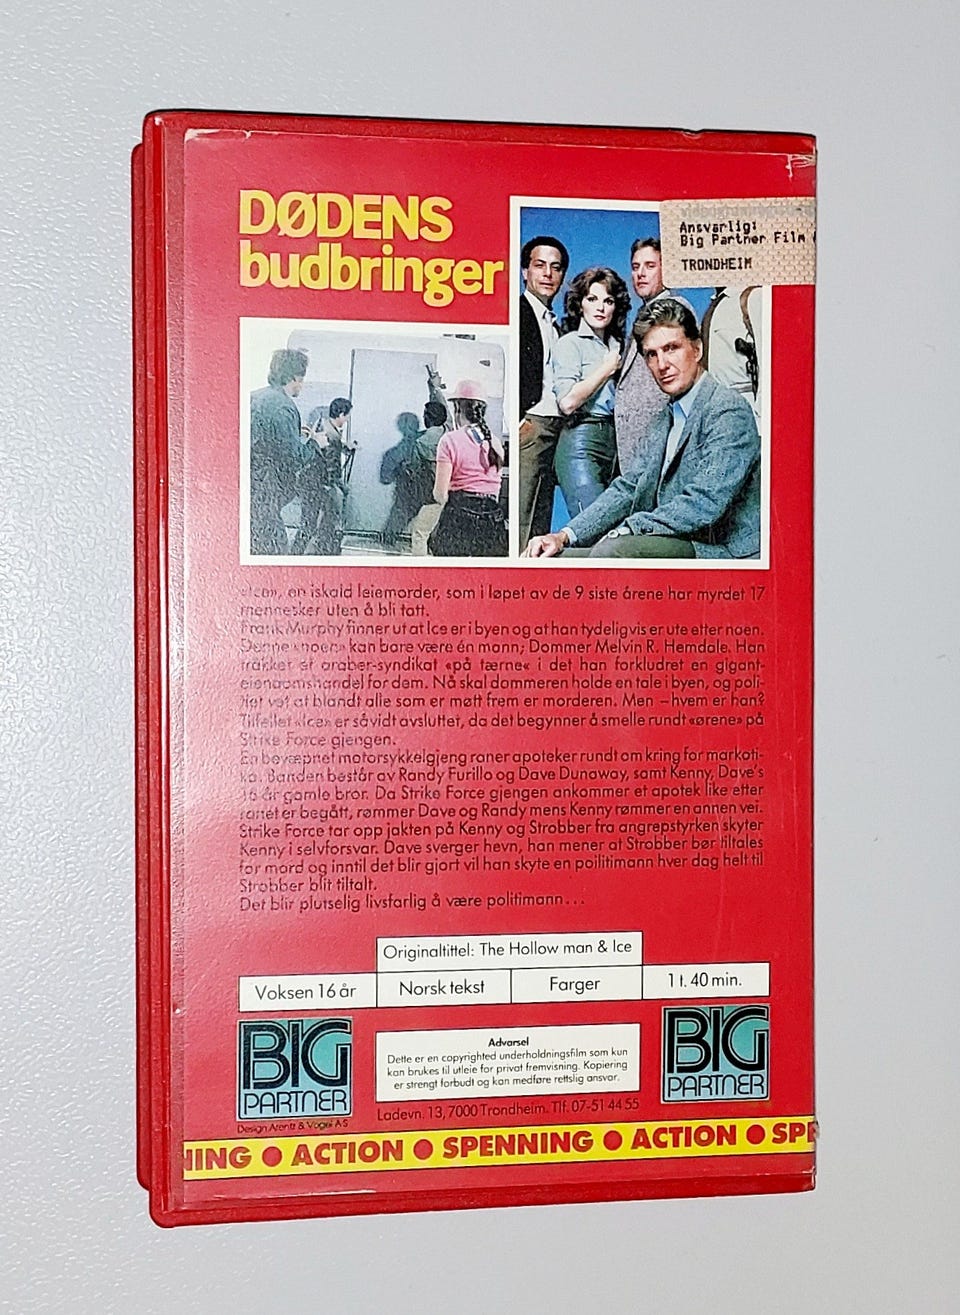 DØDENS
budbringer
Ansvarlig:
Big Partner Film
TRONDHEIM
«Ice», en iskald leiemorder, som i løpet av de 9 siste årene har myrdet 17
mennesker uten å bli tatt.
Frank Murphy finner ut at Ice er i byen og at han tydeligvis er ute etter noen.
Denne «noen» kan bare være én mann; Dommer Melvin R. Hemdale. Han
tråkket et araber-syndikat «på tærne« i det han forkludret en gigant-
eiendomshandel for dem. Nå skal dommeren holde en tale i byen, og poli-
tiet vet at blandt alle som er møtt frem er morderen. Men – hvem er han?
Tilfellet «Ice» er såvidt avsluttet, da det begynner å smelle rundt «ørene» på
Strike Force gjengen.
En bevæpnet motorsykkelgjeng raner apoteker rundt om kring for markoti-
ka. Banden består av Randy Furillo og Dave Dunaway, samt Kenny, Dave's
16 år gamle bror. Da Strike Force gjengen ankommer et apotek like etter
ranet er begått, rømmer Dave og Randy mens Kenny rømmer en annen vei.
Strike Force tar opp jakten på Kenny og Strobber fra angrepstyrken skyter
Kenny i selvforsvar. Dave sverger hevn, han mener at Strobber bør tiltales
for mord og inntil det blir gjort vil han skyte en poilitimann hver dag helt til
Strobber blit tiltalt.
Det blir plutselig livsfarlig å være politimann...
Originaltittel: The Hollow man & Ice
Voksen 16 år Norsk tekst Farger 1 t. 40 min.
BIG
PARTNER
Design Arentz & Vogel A·S
Advarsel
Dette er en copyrighted underholdningsfilm som kun
kan brukes til utleie for privat fremvisning. Kopiering
er strengt forbudt og kan medføre rettslig ansvar.
Ladevn. 13, 7000 Trondheim. Tlf. 07-51 44 55
BIG
PARTNER
NING ● ACTION ● SPENNING ● ACTION ● SPE